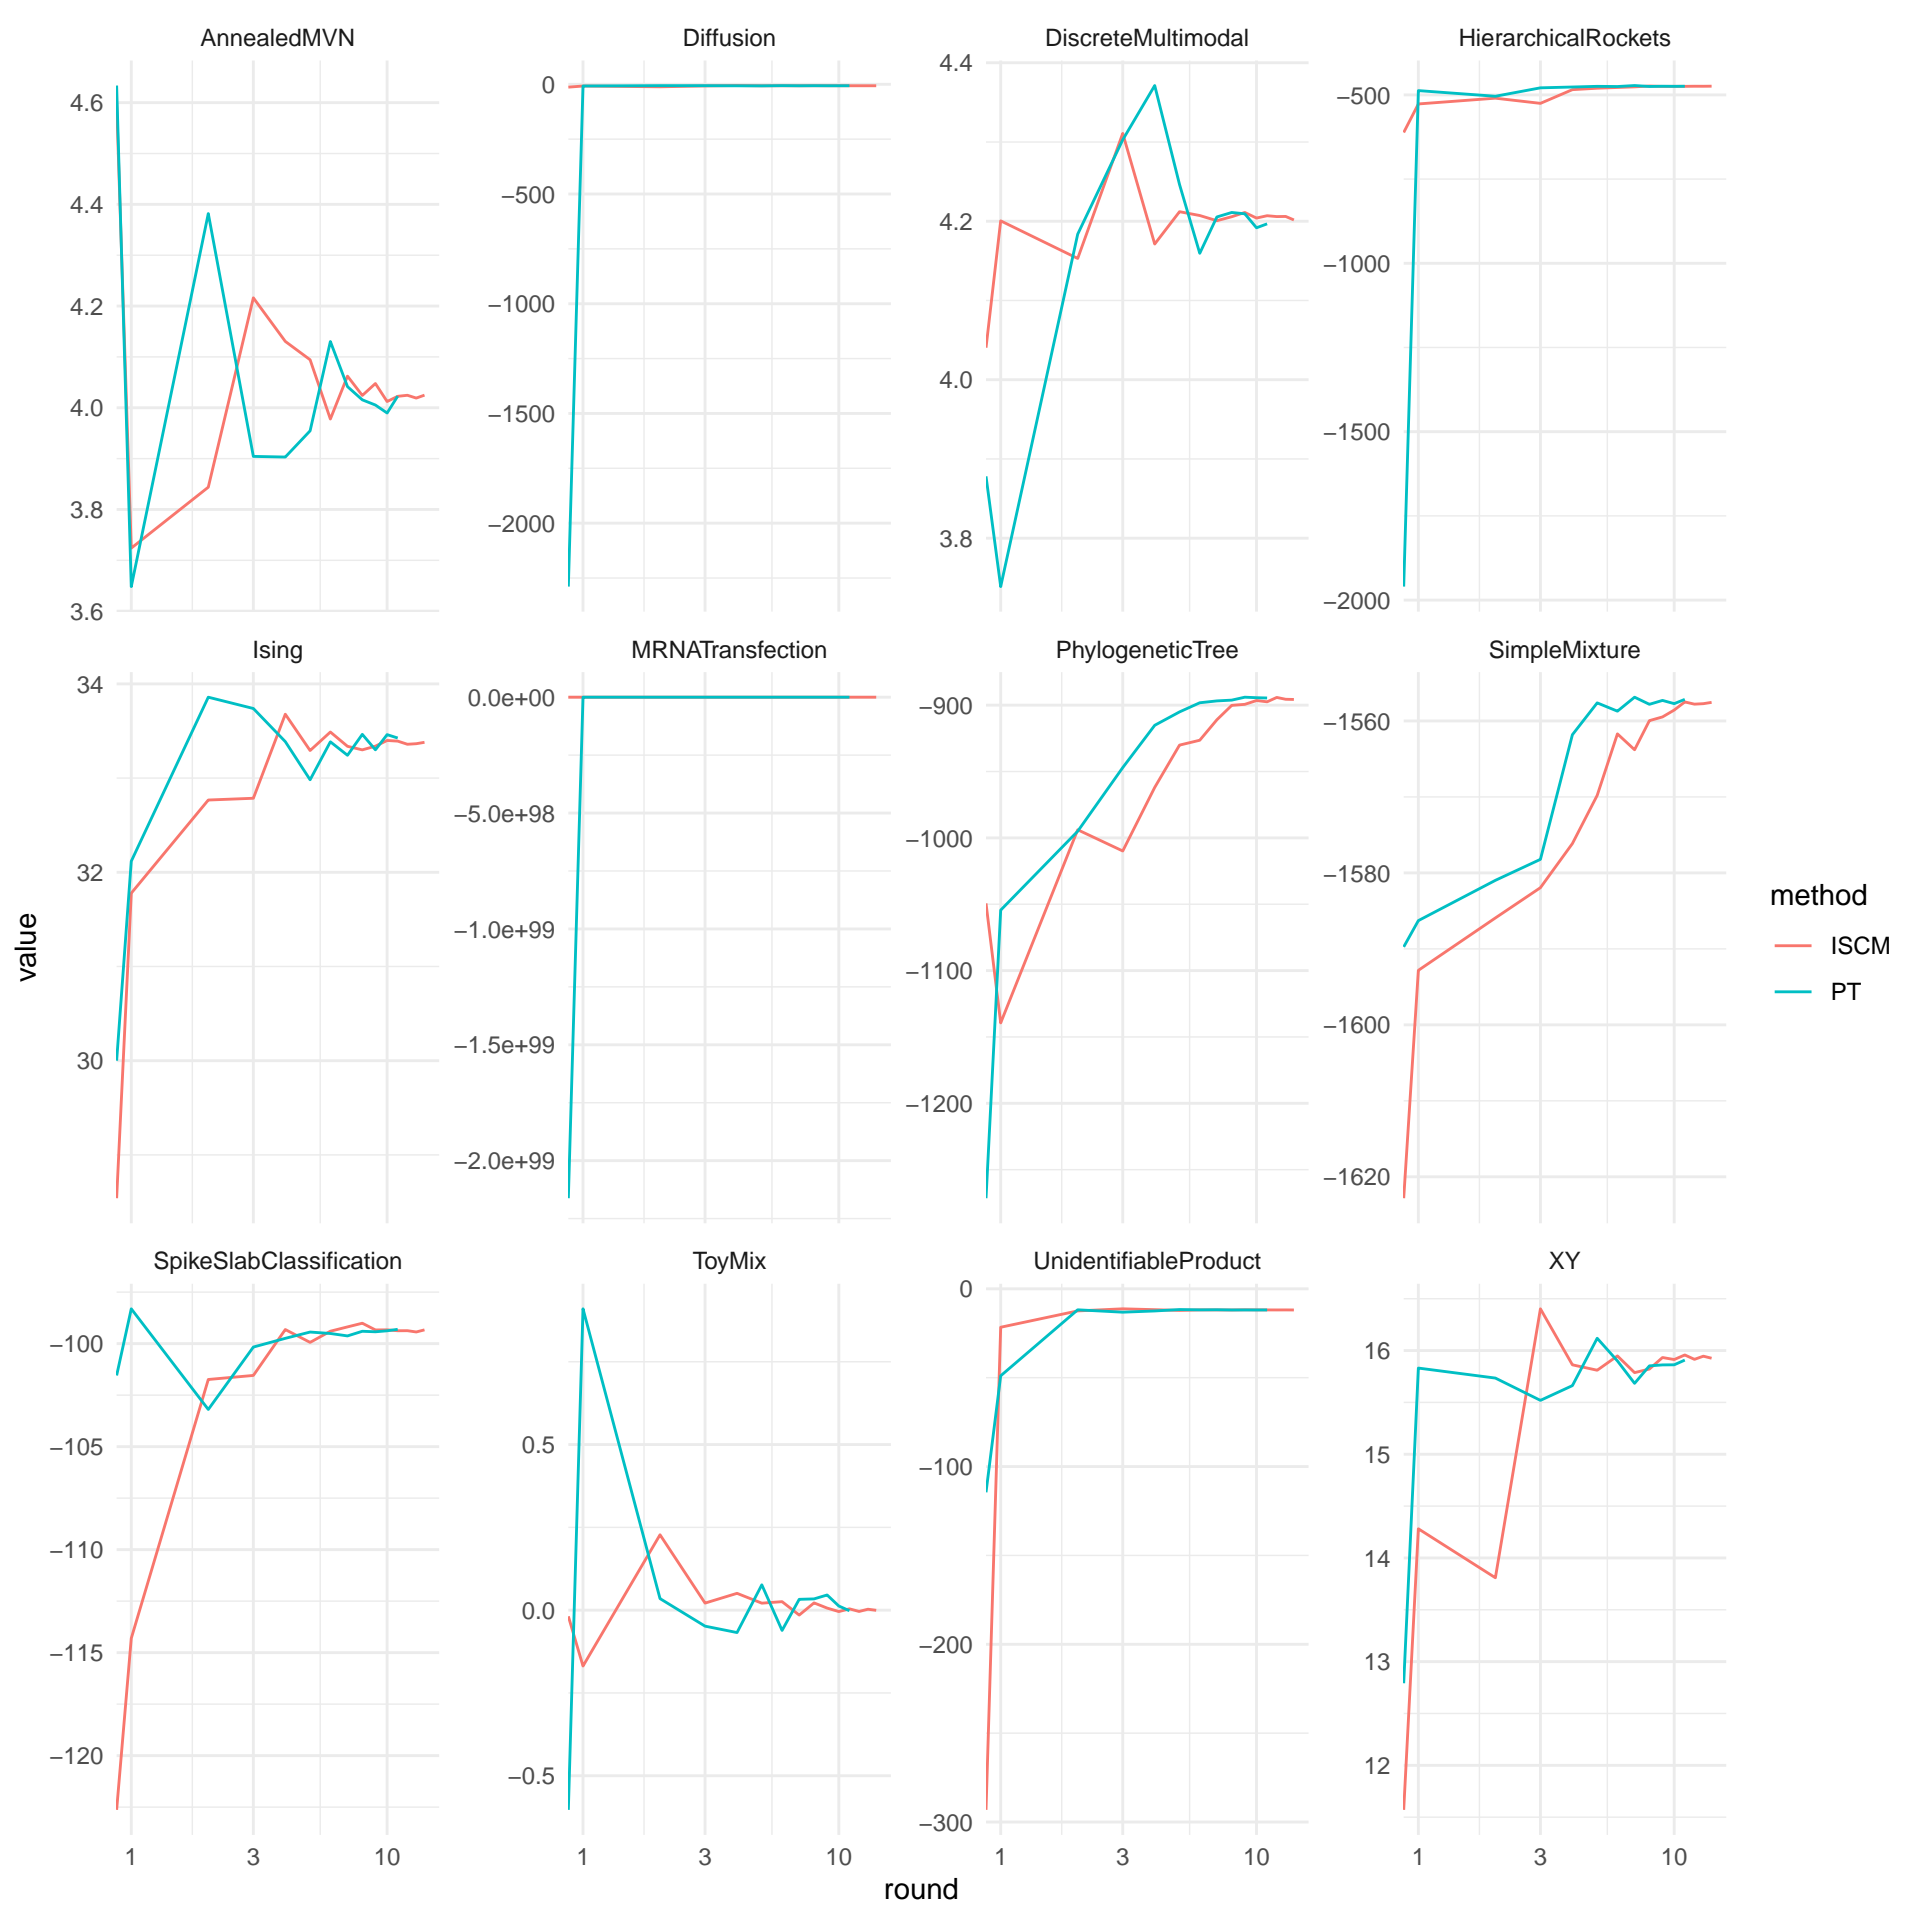 AnnealedMVN
Diffusion
DiscreteMultimodal
HierarchicalRockets
4.6
4.4
4.2
4.0
3.8
3.6
0
−500
−1000
−1500
−2000
4.4
4.2
4.0
3.8
−500
−1000
−1500
−2000
Ising
MRNATransfection
PhylogeneticTree
SimpleMixture
34
32
30
0.0e+00
−5.0e+98
−1.0e+99
−1.5e+99
−2.0e+99
−900
−1000
−1100
−1200
−1560
−1580
−1600
−1620
SpikeSlabClassification
ToyMix
UnidentifiableProduct
XY
−100
−105
−110
−115
−120
0.5
0.0
−0.5
0
−100
−200
−300
16
15
14
13
12
1 3 10
1 3 10
1 3 10
1 3 10
round
value
method
ISCM
PT